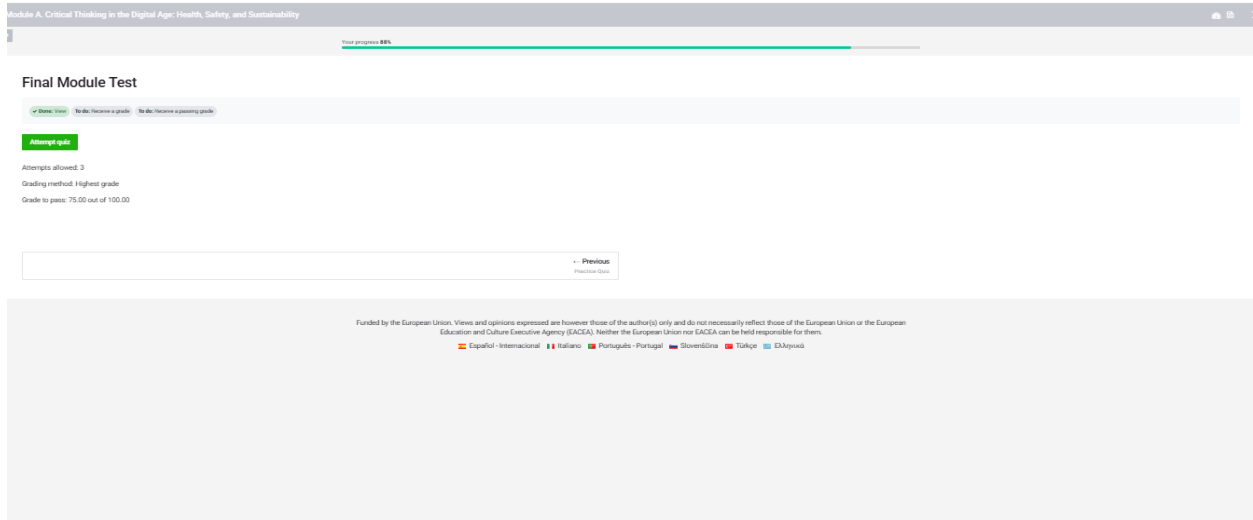 Module A. Critical Thinking in the Digital Age: Health, Safety, and Sustainability
Your progress 88%
Final Module Test
Done: View To do: Receive a grade To do: Receive a passing grade
Attempt quiz
Attempts allowed: 3
Grading method: Highest grade
Grade to pass: 75.00 out of 100.00
← Previous
Practice Quiz
Funded by the European Union. Views and opinions expressed are however those of the author(s) only and do not necessarily reflect those of the European Union or the European
Education and Culture Executive Agency (EACEA). Neither the European Union nor EACEA can be held responsible for them.
Español - Internacional Italiano Português - Portugal Türkçe Ελληνικά